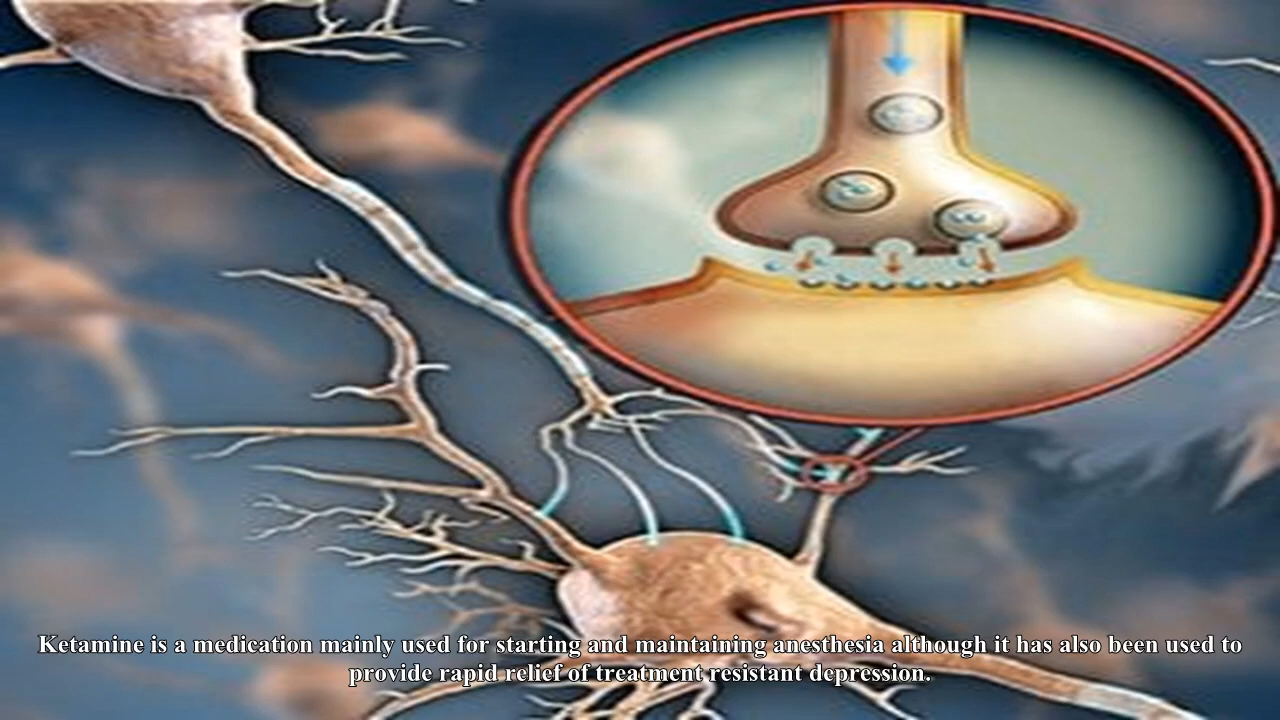 Ketamine is a medication mainly used for starting and maintaining anesthesia although it has also been used to
provide rapid relief of treatment resistant depression.